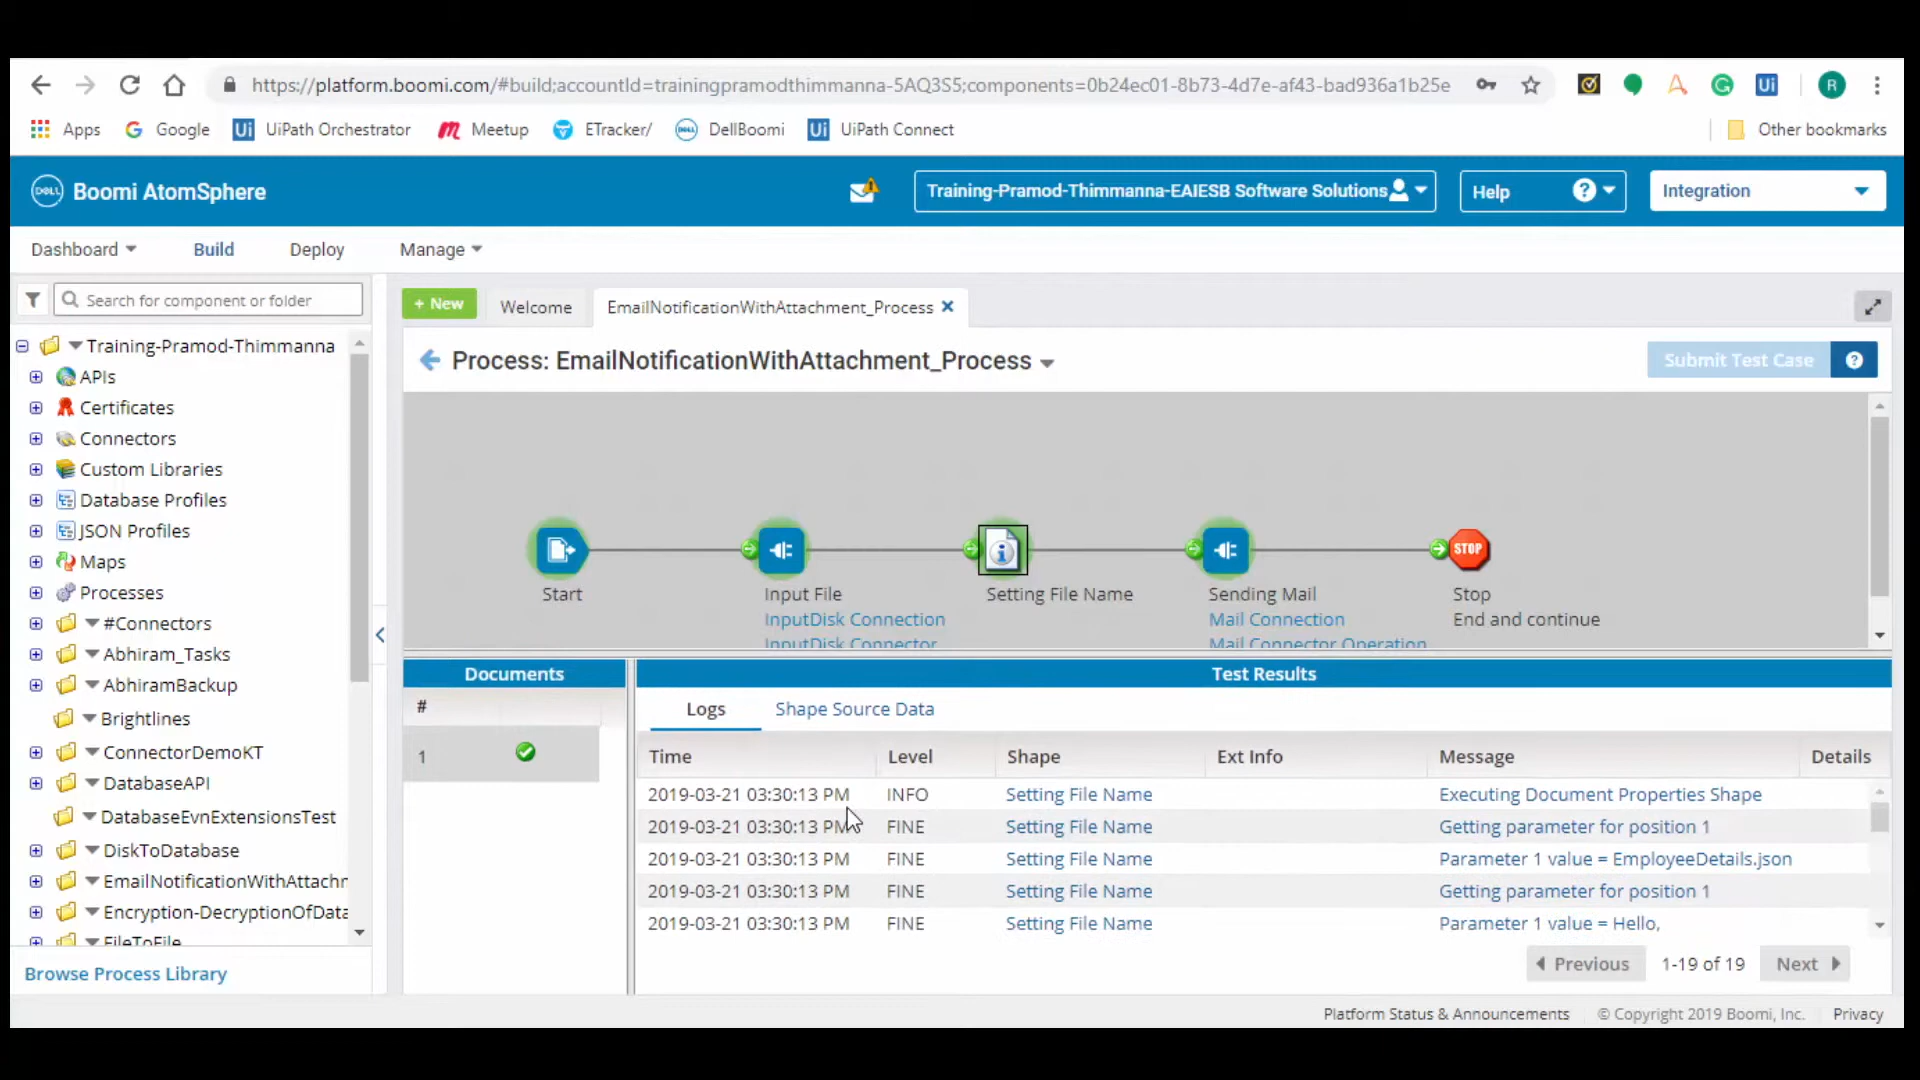 https://platform.boomi.com/#build;accountId=trainingpramodthimmanna-5AQ3S5;components=0b24ec01-8b73-4d7e-af43-bad936a1b25e
R
Apps Google UiPath Orchestrator Meetup ETracker/ DellBoomi UiPath Connect Other bookmarks
DELL Boomi AtomSphere Training-Pramod-Thimmanna-EAIESB Software Solutions Help Integration
Dashboard Build Deploy Manage
Search for component or folder
+ New Welcome EmailNotificationWithAttachment_Process
Process: EmailNotificationWithAttachment_Process Submit Test Case
Training-Pramod-Thimmanna
APIs
Certificates
Connectors
Custom Libraries
Database Profiles
JSON Profiles
Maps
Processes
#Connectors
Abhiram_Tasks
AbhiramBackup
Brightlines
ConnectorDemoKT
DatabaseAPI
DatabaseEvnExtensionsTest
DiskToDatabase
EmailNotificationWithAttachr
Encryption-DecryptionOfData
FileToFile
Browse Process Library
STOP
Start Input File Setting File Name Sending Mail Stop
InputDisk Connection Mail Connection End and continue
InputDisk Connector Mail Connector Operation
Documents Test Results
#
1
Logs Shape Source Data
Time Level Shape Ext Info Message Details
2019-03-21 03:30:13 PM INFO Setting File Name Executing Document Properties Shape
2019-03-21 03:30:13 PM FINE Setting File Name Getting parameter for position 1
2019-03-21 03:30:13 PM FINE Setting File Name Parameter 1 value = EmployeeDetails.json
2019-03-21 03:30:13 PM FINE Setting File Name Getting parameter for position 1
2019-03-21 03:30:13 PM FINE Setting File Name Parameter 1 value = Hello,
Previous 1-19 of 19 Next
Platform Status & Announcements © Copyright 2019 Boomi, Inc. Privacy